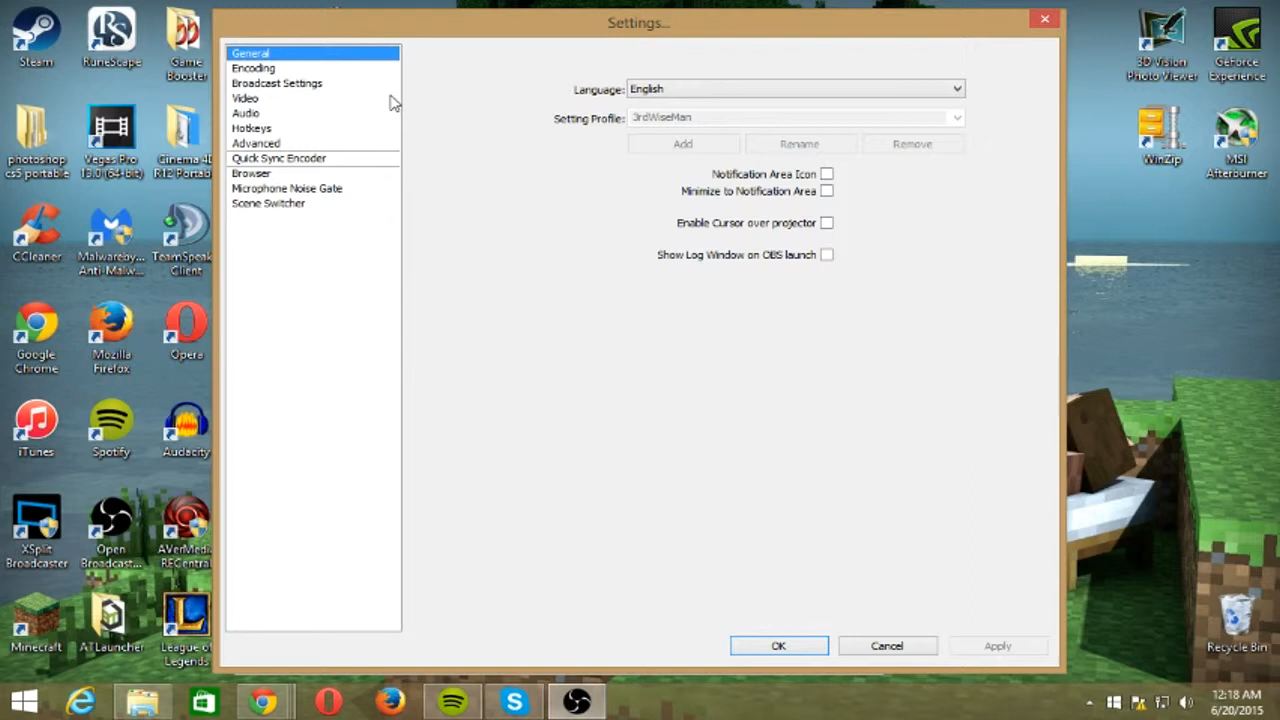 Settings...
General
Encoding
Broadcast Settings
Video
Audio
Hotkeys
Advanced
Quick Sync Encoder
Browser
Microphone Noise Gate
Scene Switcher
Language: English
Setting Profile: 3rdWiseMan
Add Rename Remove
Notification Area Icon
Minimize to Notification Area
Enable Cursor over projector
Show Log Window on OBS launch
OK Cancel Apply
Steam
RuneScape
Game
Booster
photoshop
cs5 portable
Vegas Pro
13.0 (64-bit)
Cinema 4D
R12 Portable
CCleaner
Malwareby...
Anti-Malw...
TeamSpeak
Client
Google
Chrome
Mozilla
Firefox
Opera
iTunes
Spotify
Audacity
XSplit
Broadcaster
Open
Broadcast...
AVerMedia
RECentral
Minecraft
ATLauncher
League of
Legends
3D Vision
Photo Viewer
GeForce
Experience
WinZip
MSI
Afterburner
Recycle Bin
12:18 AM
6/20/2015